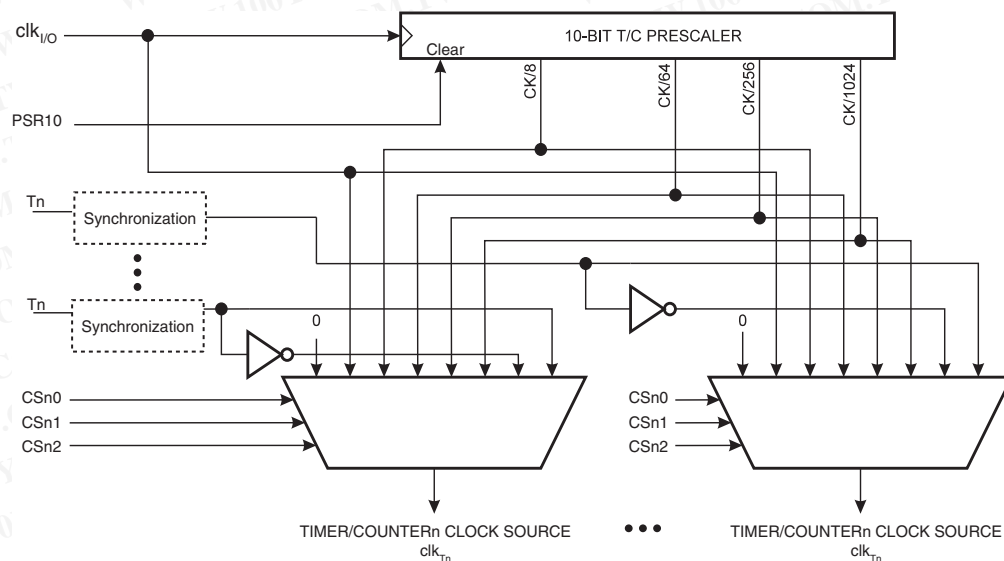 clkI/O
10-BIT T/C PRESCALER
Clear
CK/8
CK/64
CK/256
CK/1024
PSR10
Tn
Synchronization
Tn
Synchronization
0
0
CSn0
CSn1
CSn2
CSn0
CSn1
CSn2
TIMER/COUNTERn CLOCK SOURCE
clkTn
TIMER/COUNTERn CLOCK SOURCE
clkTn